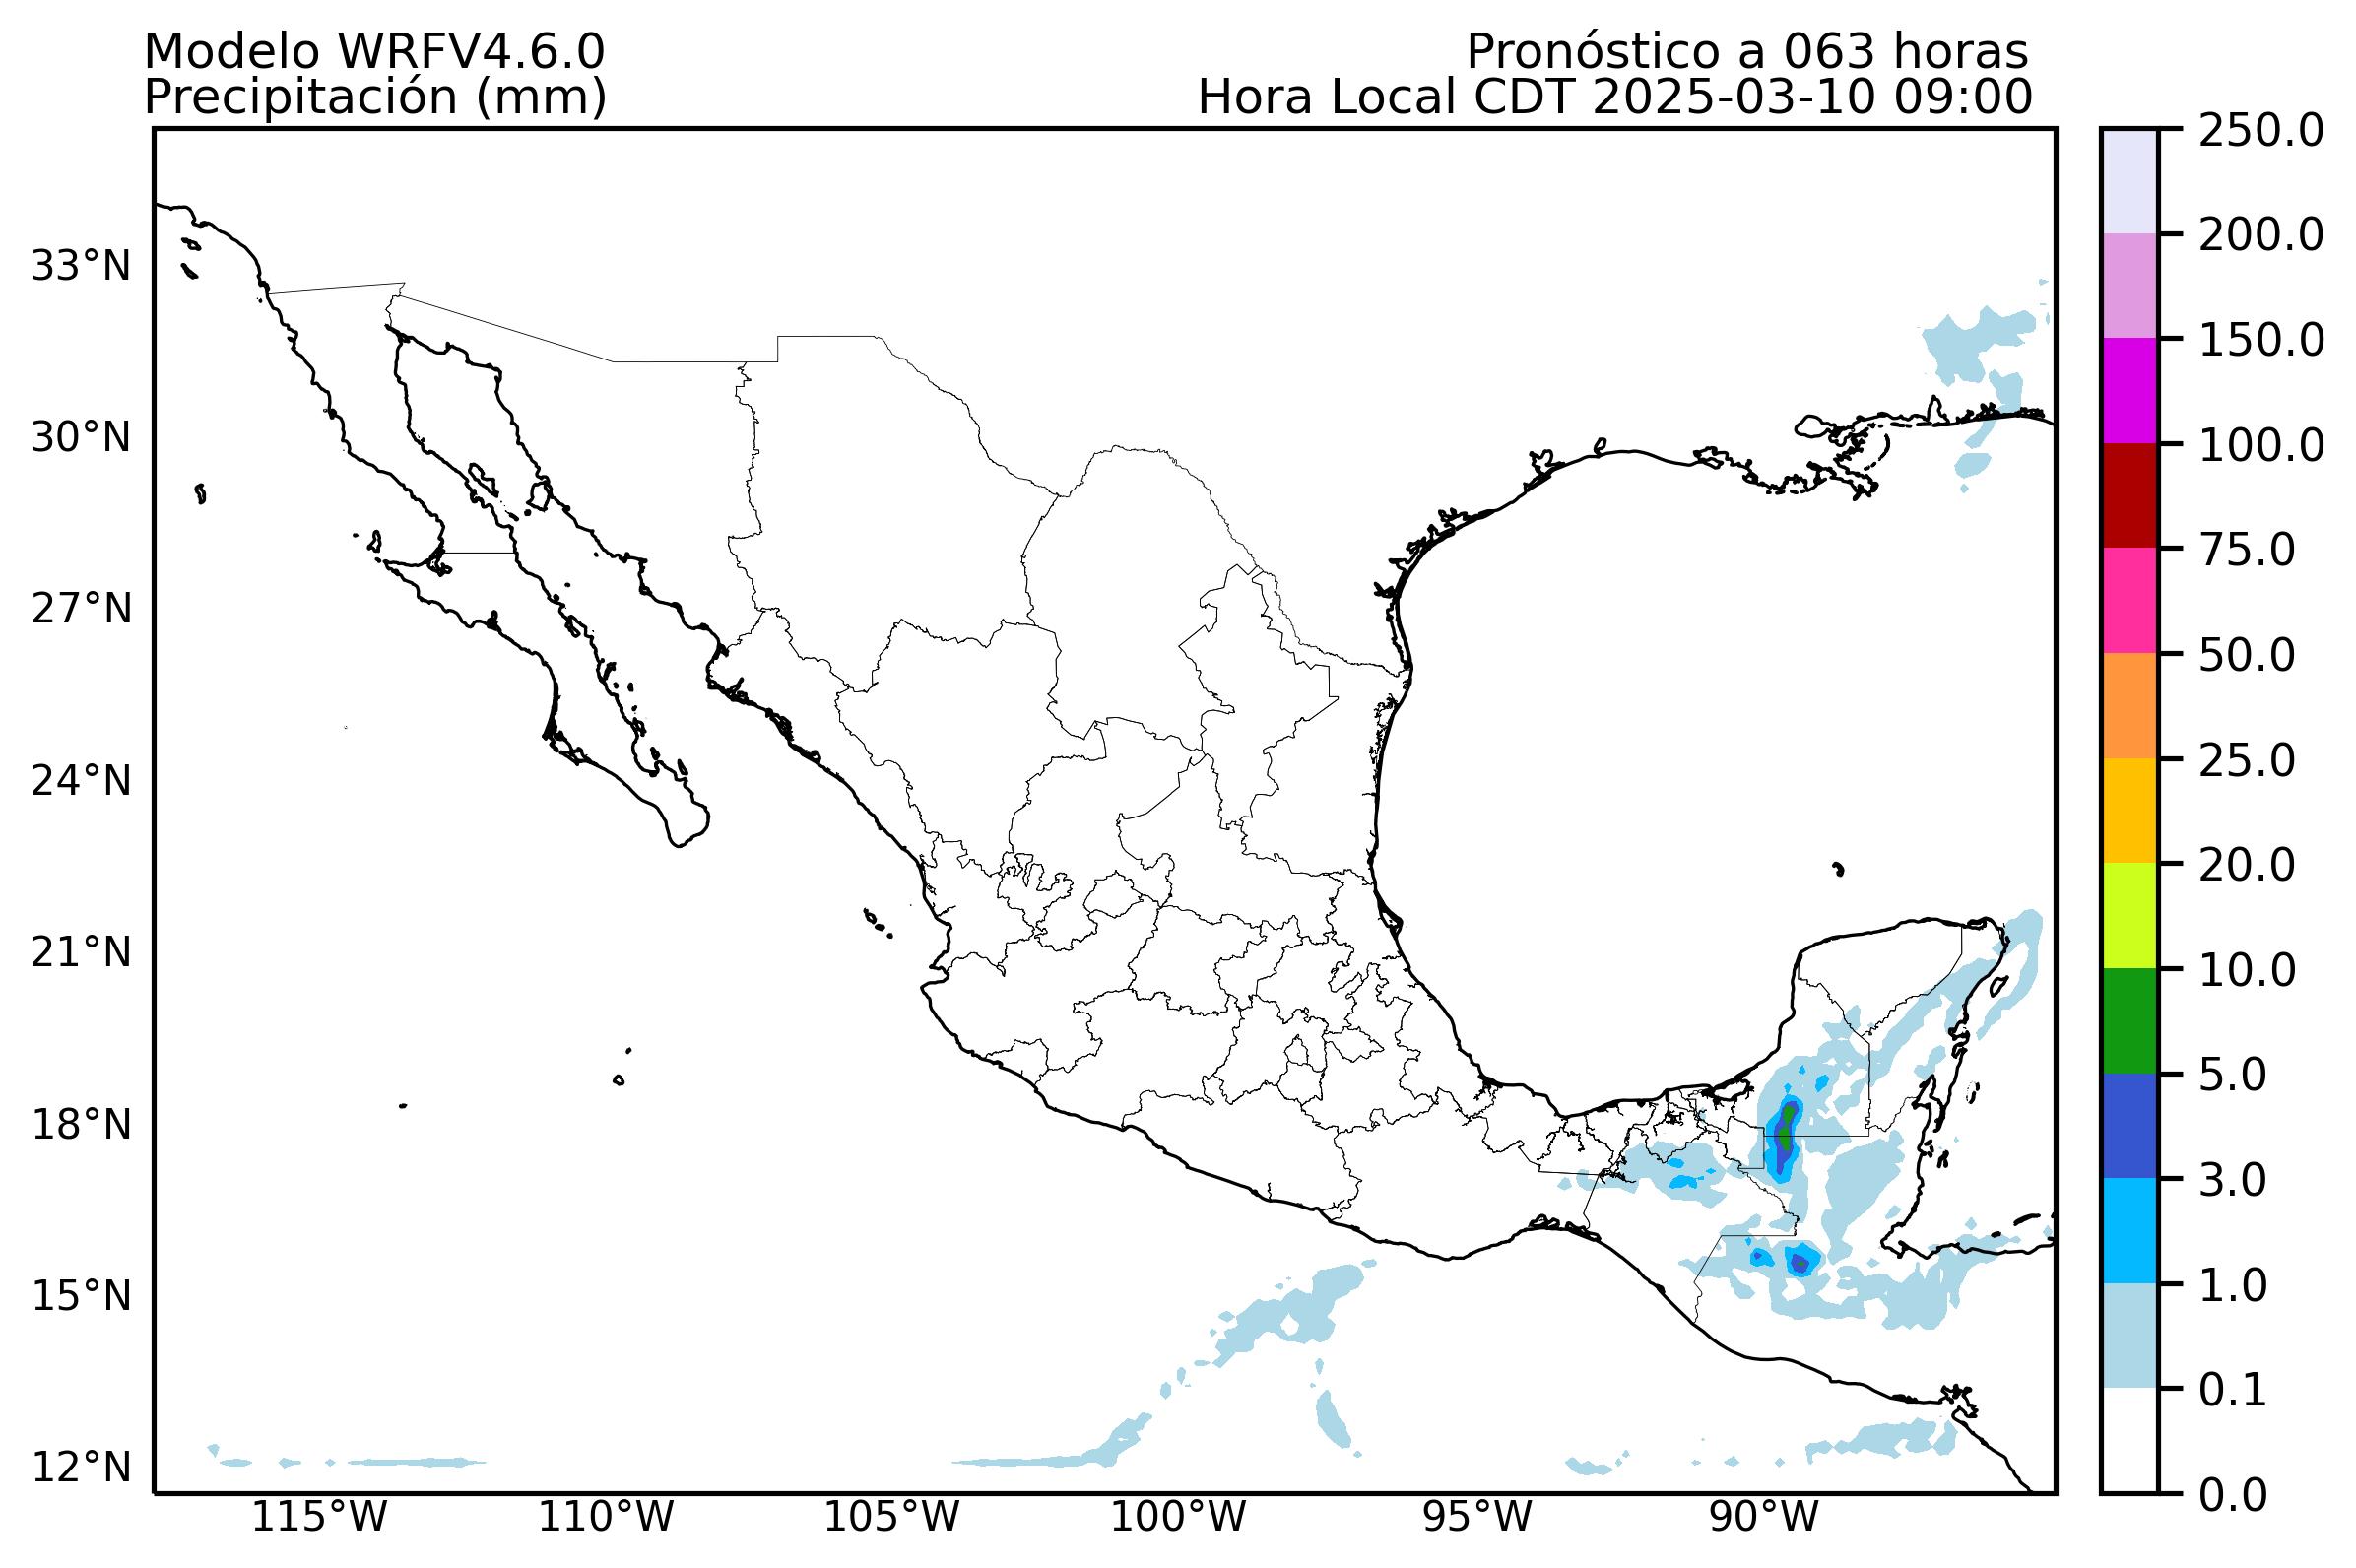 Modelo WRFV4.6.0
Pronóstico a 063 horas
Precipitación (mm)
Hora Local CDT 2025-03-10 09:00
33°N
30°N
27°N
24°N
21°N
18°N
15°N
12°N
115°W
110°W
105°W
100°W
95°W
90°W
250.0
200.0
150.0
100.0
75.0
50.0
25.0
20.0
10.0
5.0
3.0
1.0
0.1
0.0